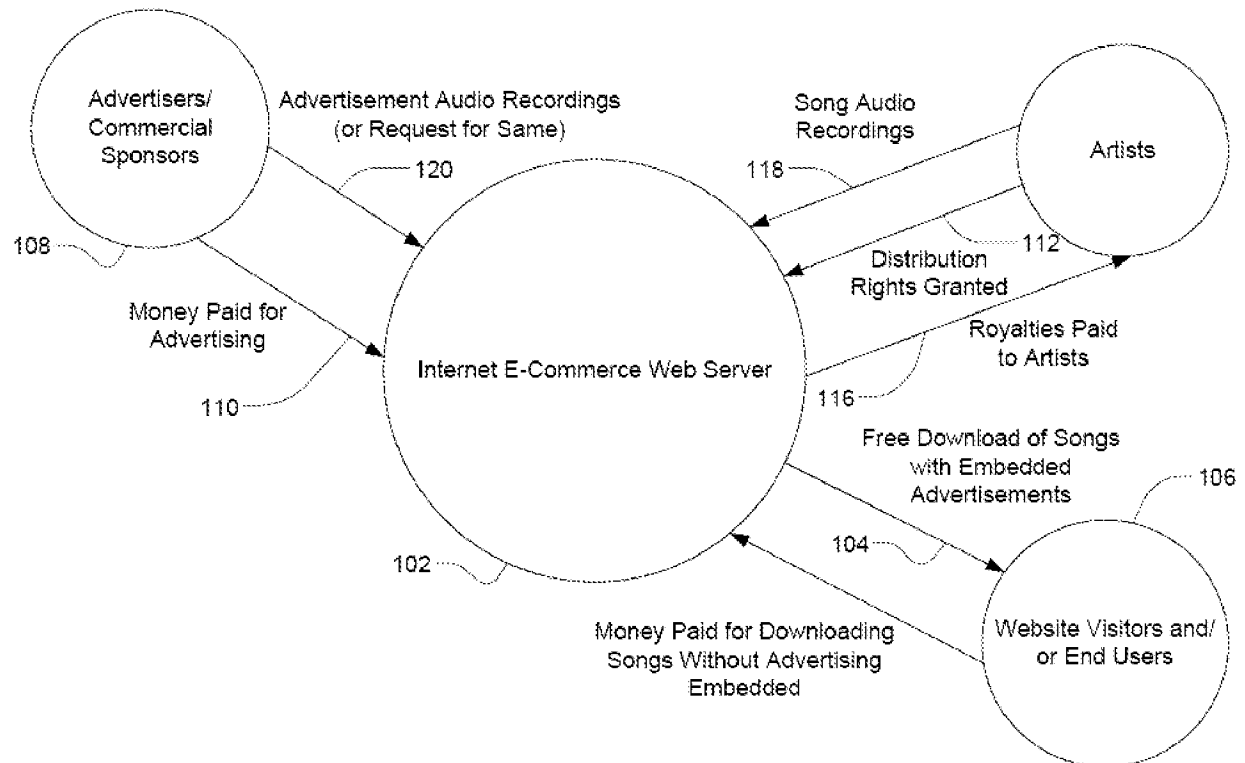 Advertisers/
Commercial
Sponsors
Advertisement Audio Recordings
(or Request for Same)
120
108
Money Paid for
Advertising
110
Song Audio
Recordings
118
Artists
112
Distribution
Rights Granted
Royalties Paid
to Artists
116
Internet E-Commerce Web Server
102
Free Download of Songs
with Embedded
Advertisements
106
104
Money Paid for Downloading
Songs Without Advertising
Embedded
Website Visitors and/
or End Users